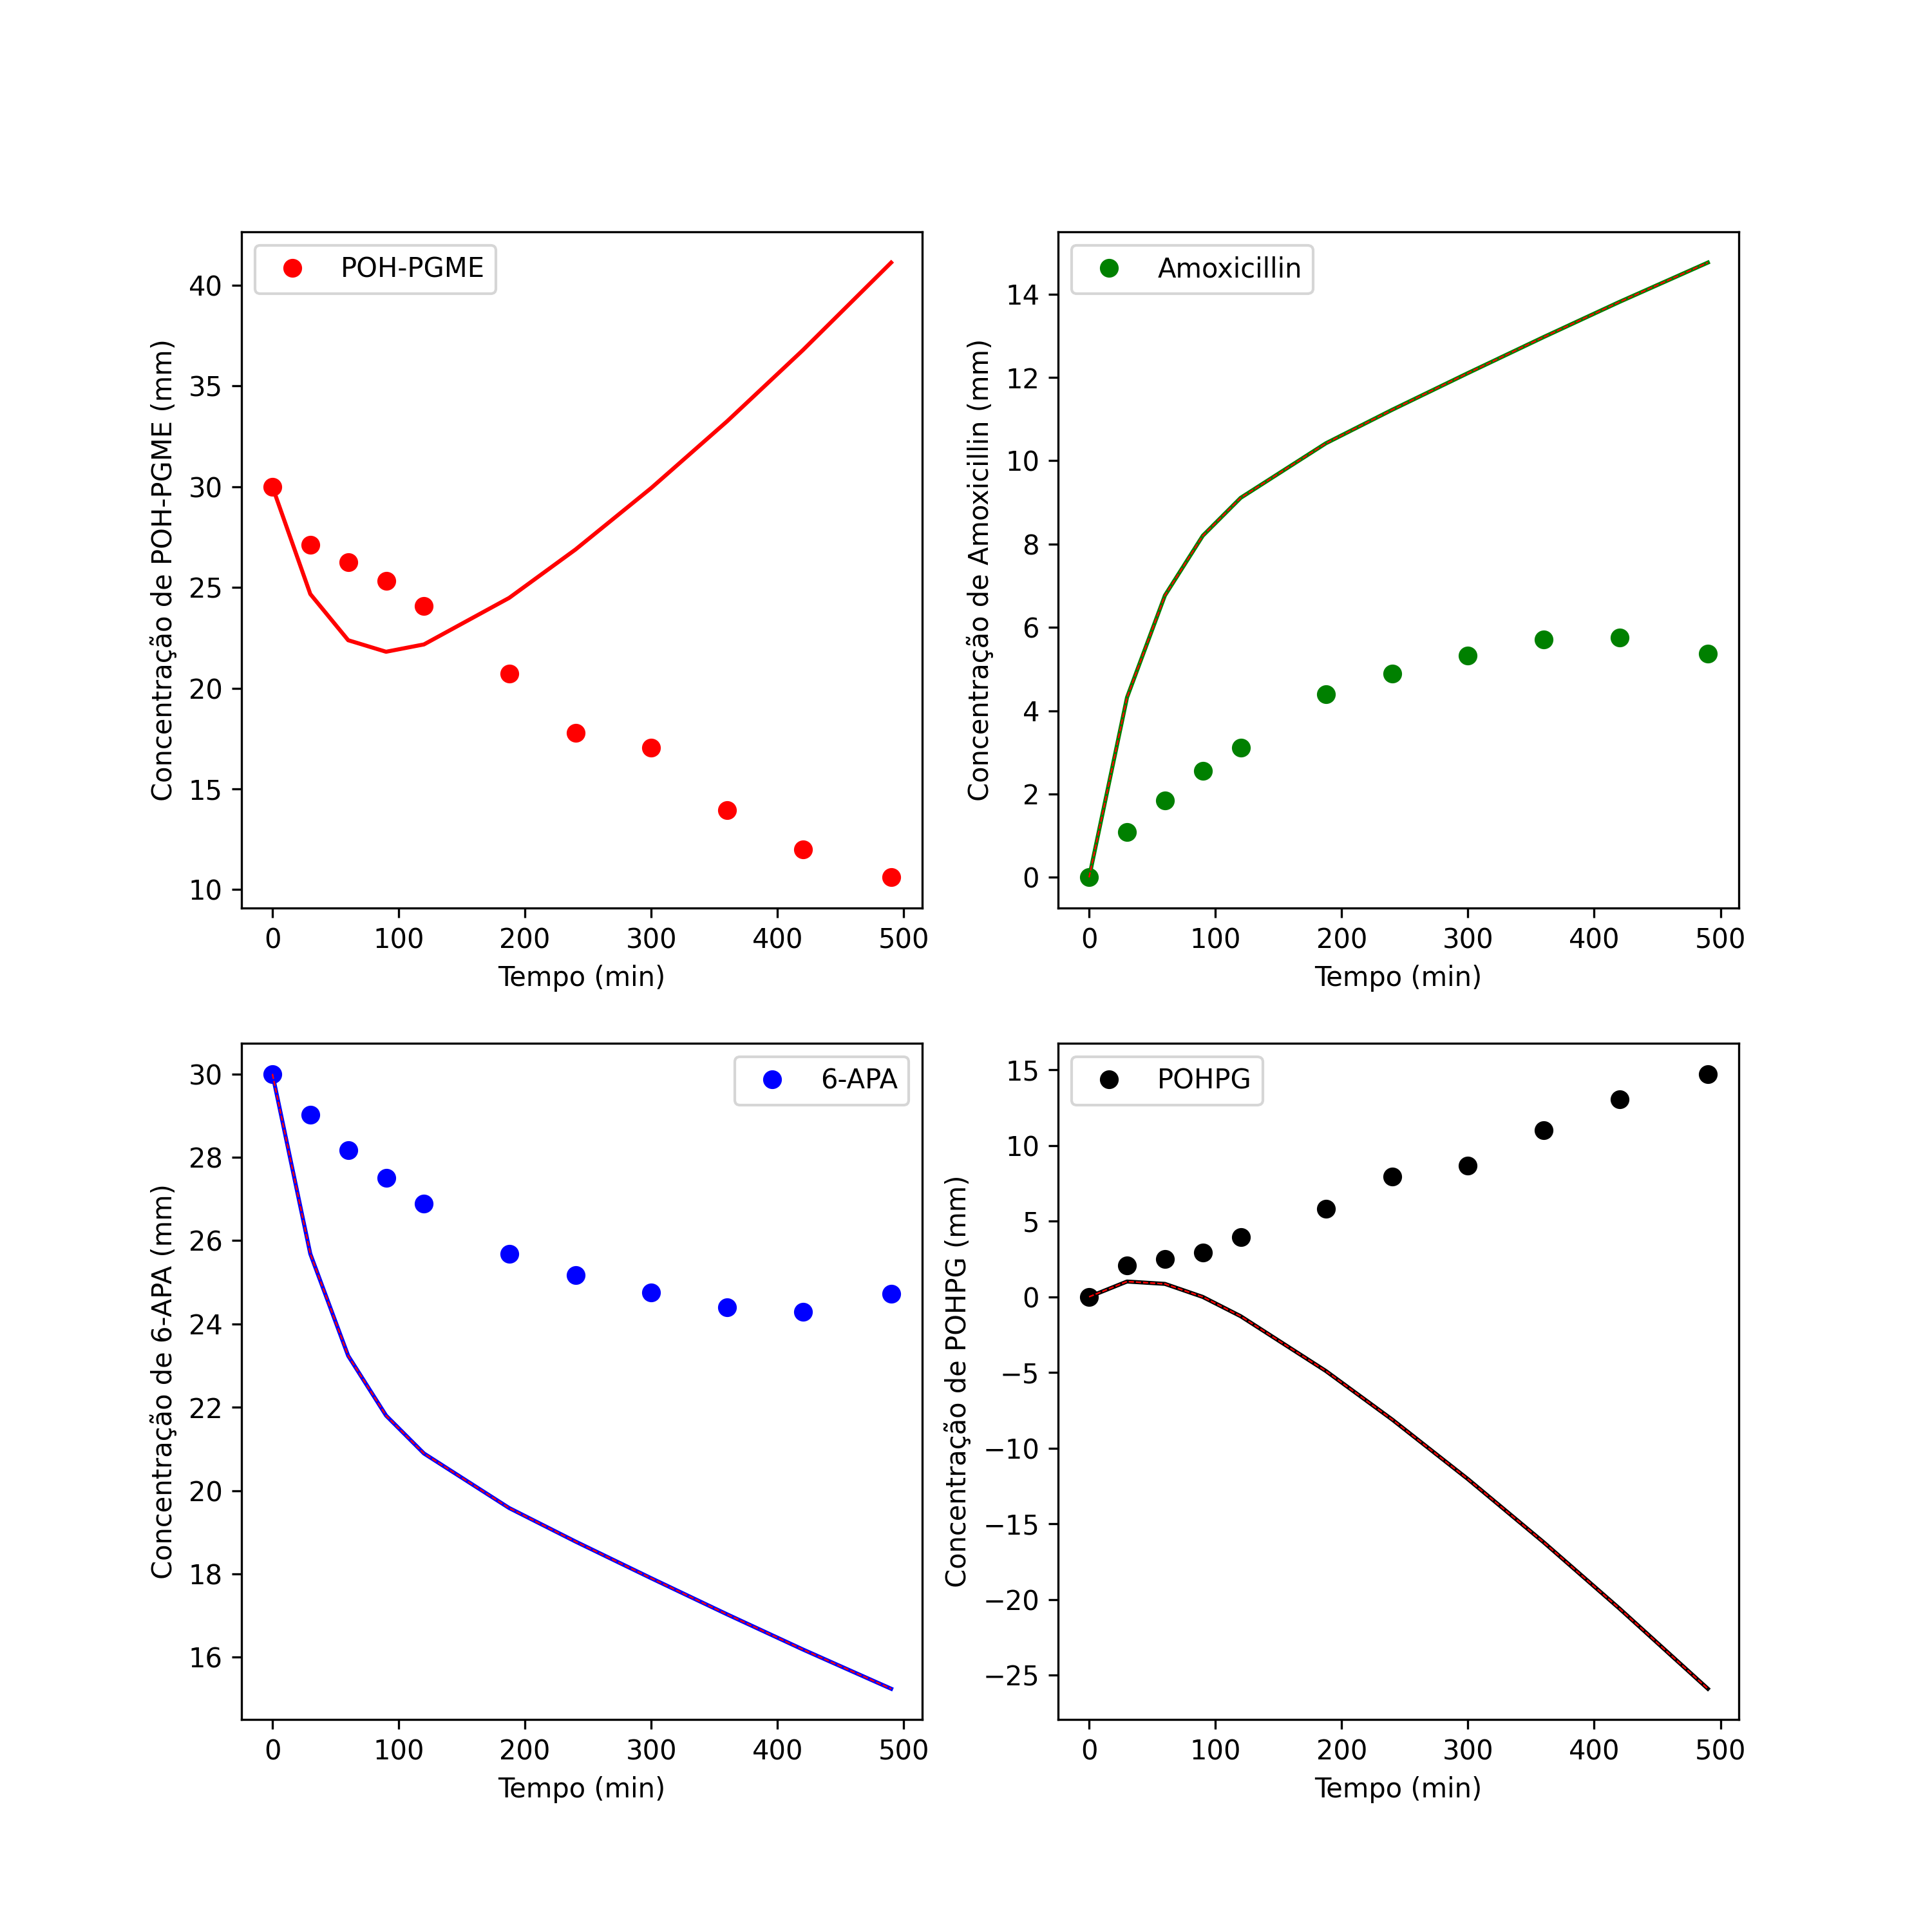 POH-PGME
Concentração de POH-PGME (mm)
40
35
30
25
20
15
10
0 100 200 300 400 500
Tempo (min)
Amoxicillin
Concentração de Amoxicillin (mm)
14
12
10
8
6
4
2
0
0 100 200 300 400 500
Tempo (min)
6-APA
Concentração de 6-APA (mm)
30
28
26
24
22
20
18
16
0 100 200 300 400 500
Tempo (min)
POHPG
Concentração de POHPG (mm)
15
10
5
0
−5
−10
−15
−20
−25
0 100 200 300 400 500
Tempo (min)